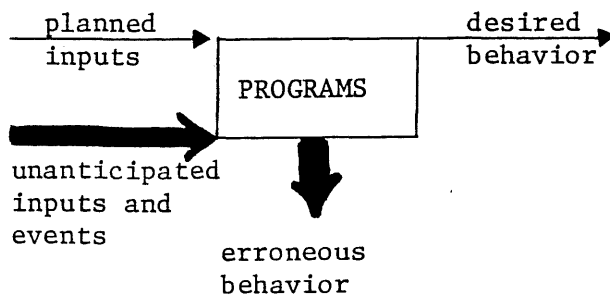 planned
inputs
desired
behavior
PROGRAMS
unanticipated
inputs and
events
erroneous
behavior